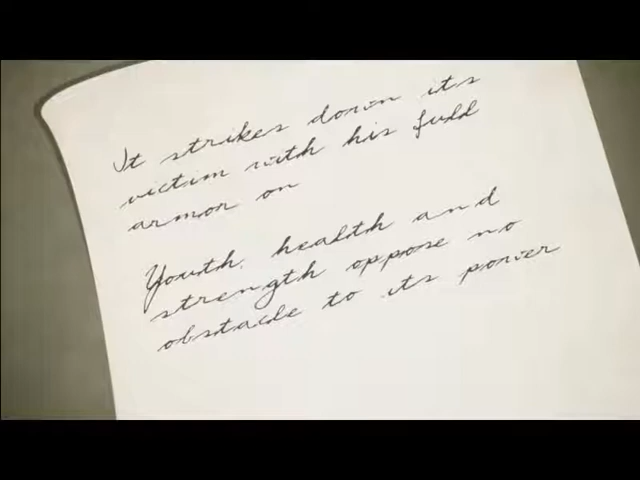 It strikes down its
victim with his full
armor on
Youth, health and
strength oppose no
obstacle to its power